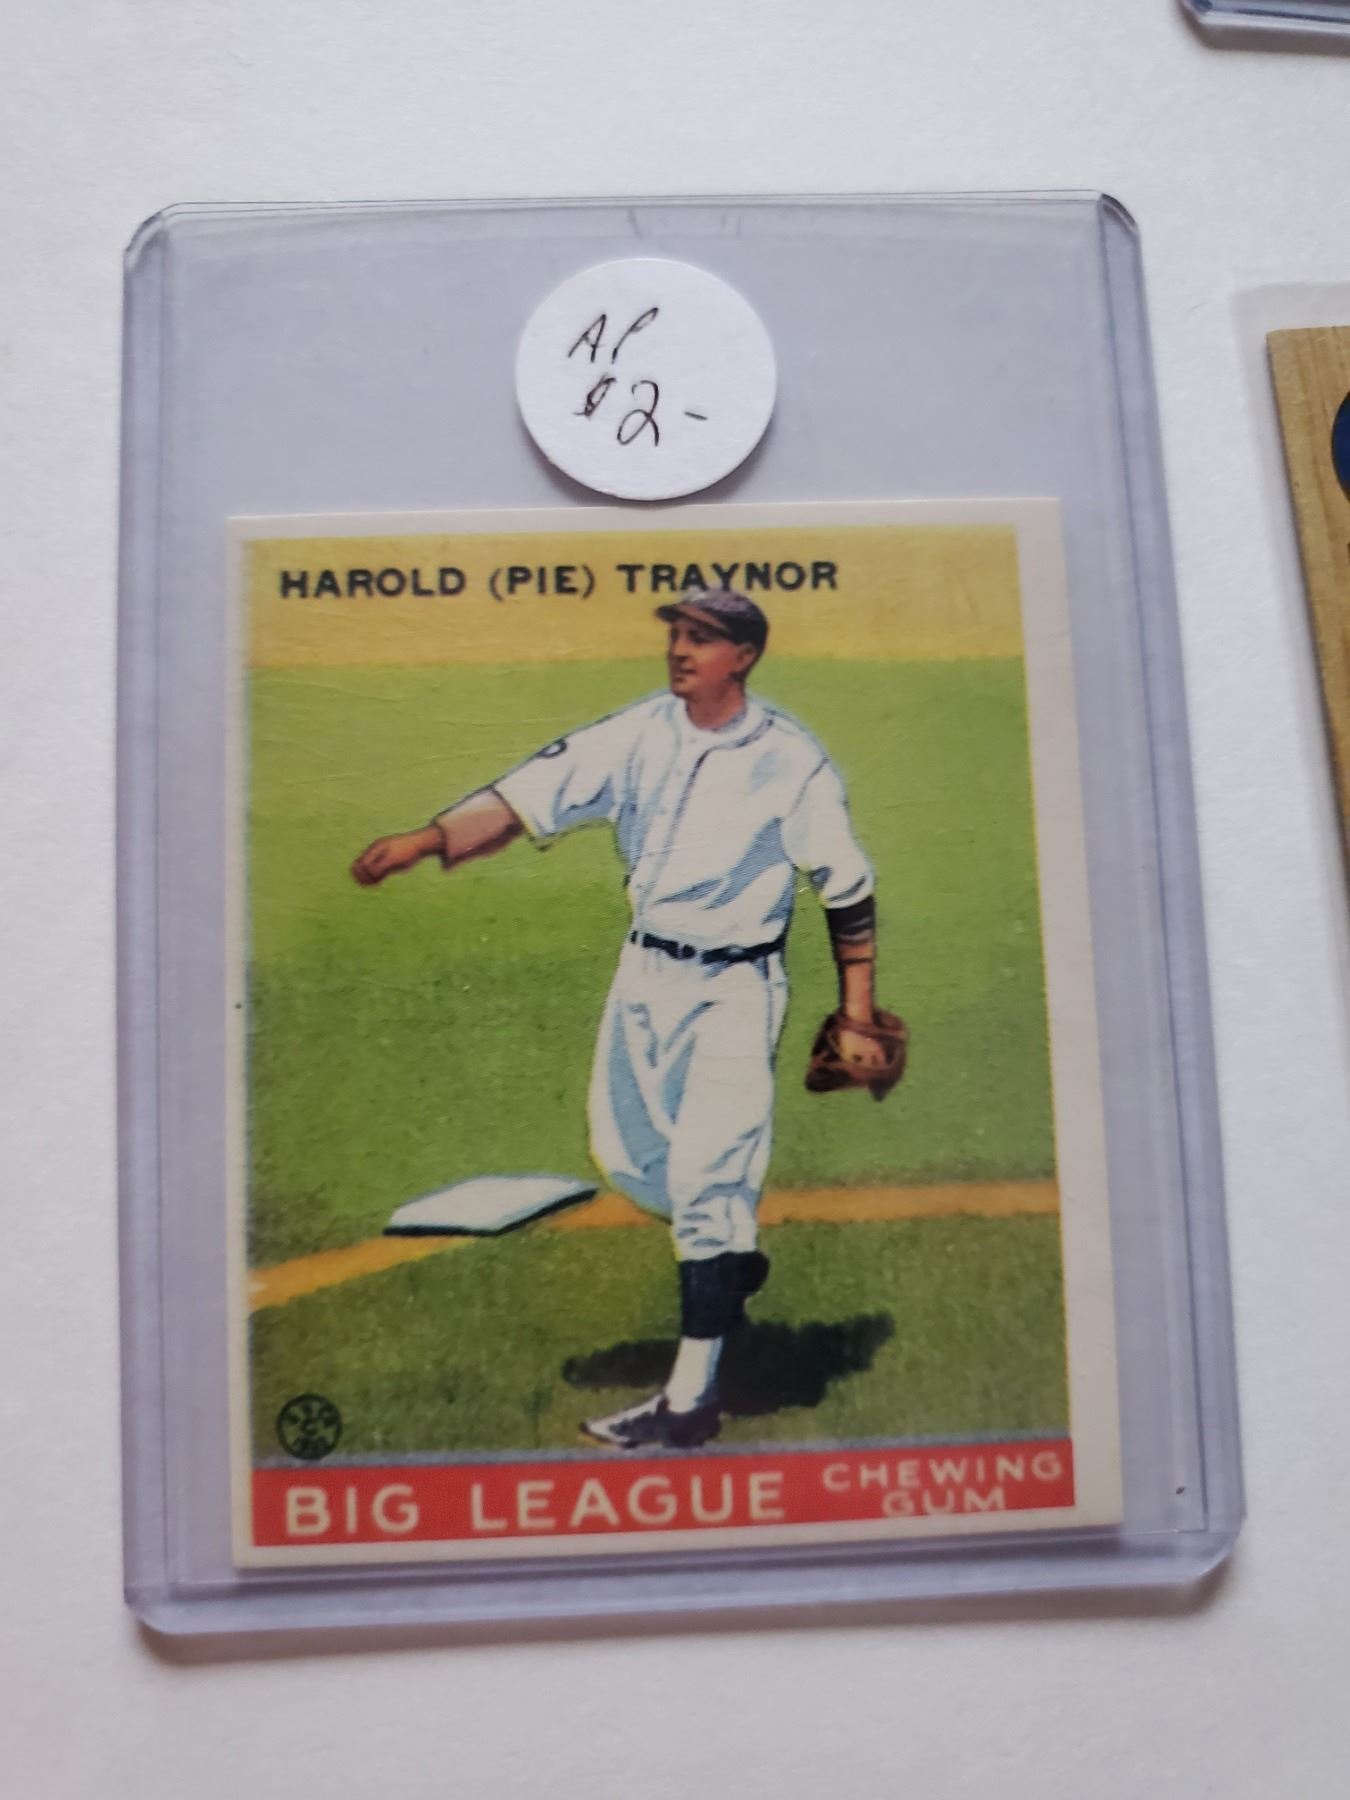 AP
$2-
HAROLD (PIE) TRAYNOR
BIG LEAGUE CHEWING
GUM